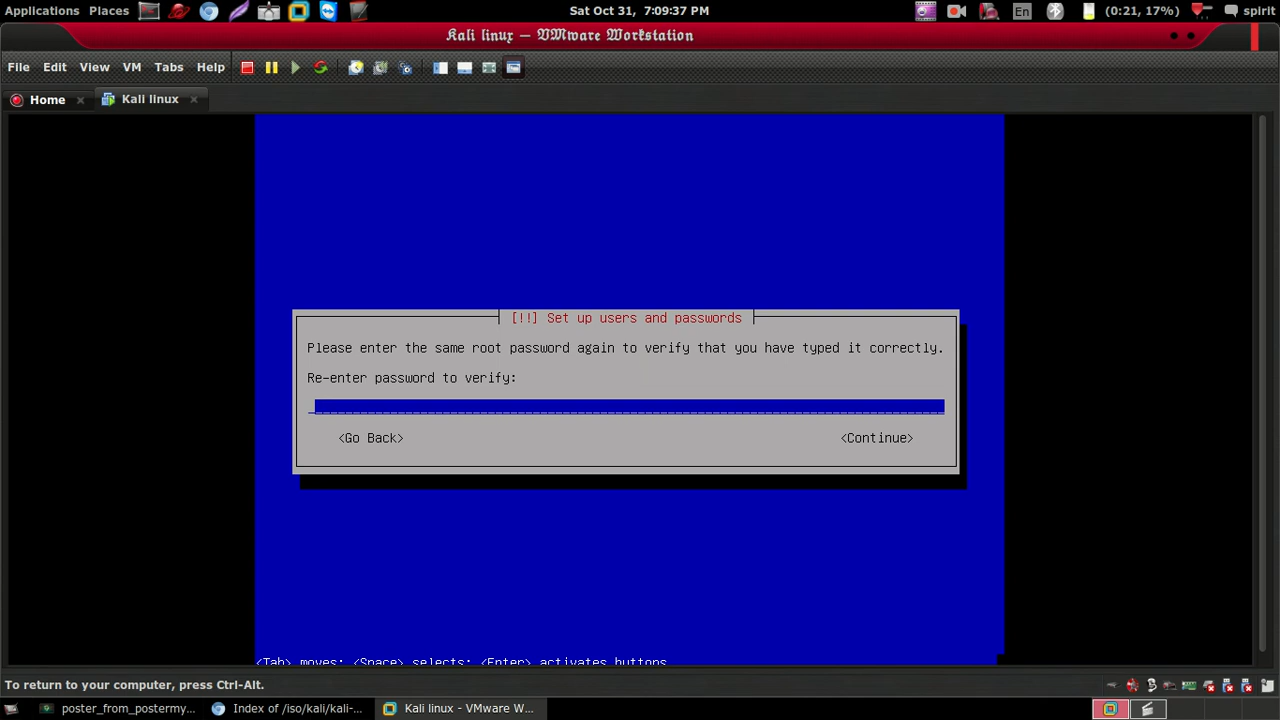 Applications Places Sat Oct 31, 7:09:37 PM En (0:21, 17%) spirit
Kali linux — VMware Workstation
File Edit View VM Tabs Help
Home × Kali linux ×
[!!] Set up users and passwords
Please enter the same root password again to verify that you have typed it correctly.
Re-enter password to verify:
<Go Back> <Continue>
<Tab> moves; <Space> selects; <Enter> activates buttons
To return to your computer, press Ctrl-Alt.
poster_from_postermy... Index of /iso/kali/kali-... Kali linux - VMware W...